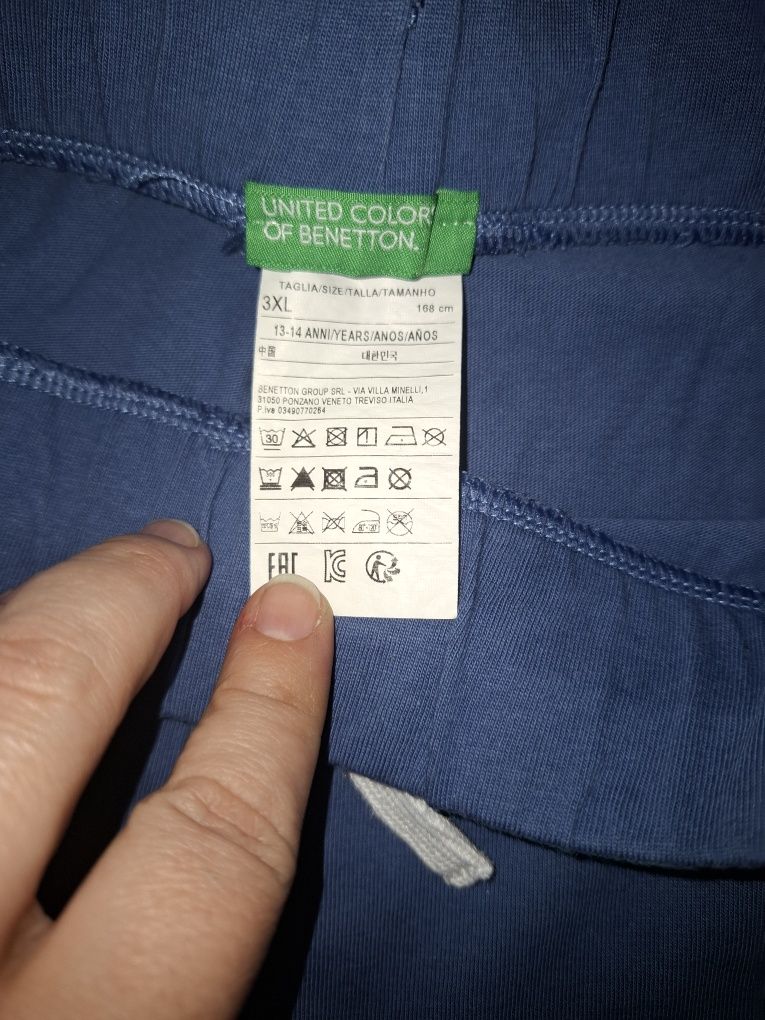 UNITED COLOR
OF BENETTON.
TAGLIA/SIZE/TALLA/TAMANHO
3XL 168 cm
13-14 ANNI/YEARS/ANOS/AÑOS
中国 대한민국
BENETTON GROUP SRL - VIA VILLA MINELLI,1
31050 PONZANO VENETO TREVISO ITALIA
P.Iva 03490770264
30
EAC